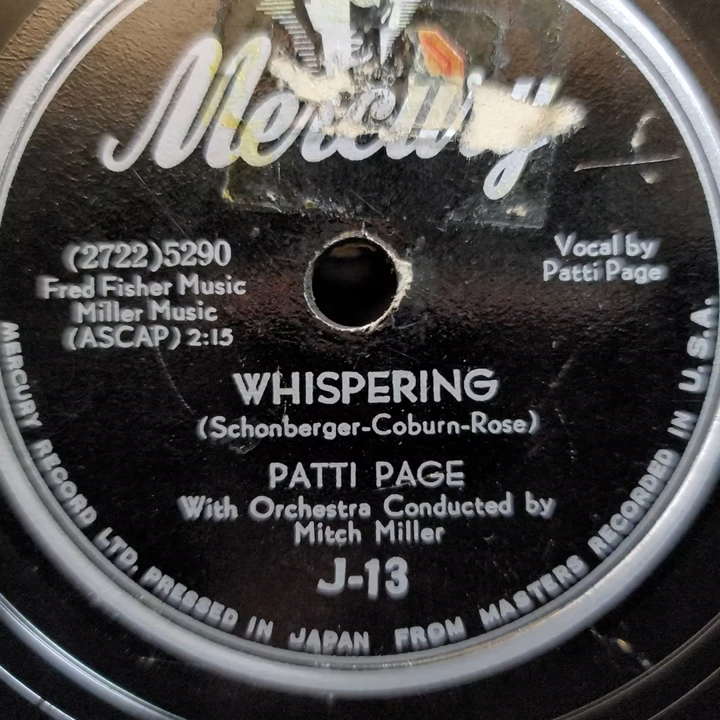 Mercury
(2722)5290
Fred Fisher Music
Miller Music
(ASCAP) 2:15
Vocal by
Patti Page
WHISPERING
(Schonberger-Coburn-Rose)
PATTI PAGE
With Orchestra Conducted by
Mitch Miller
J-13
MERCURY RECORD LTD. PRESSED IN JAPAN FROM MASTERS RECORDED IN U.S.A.